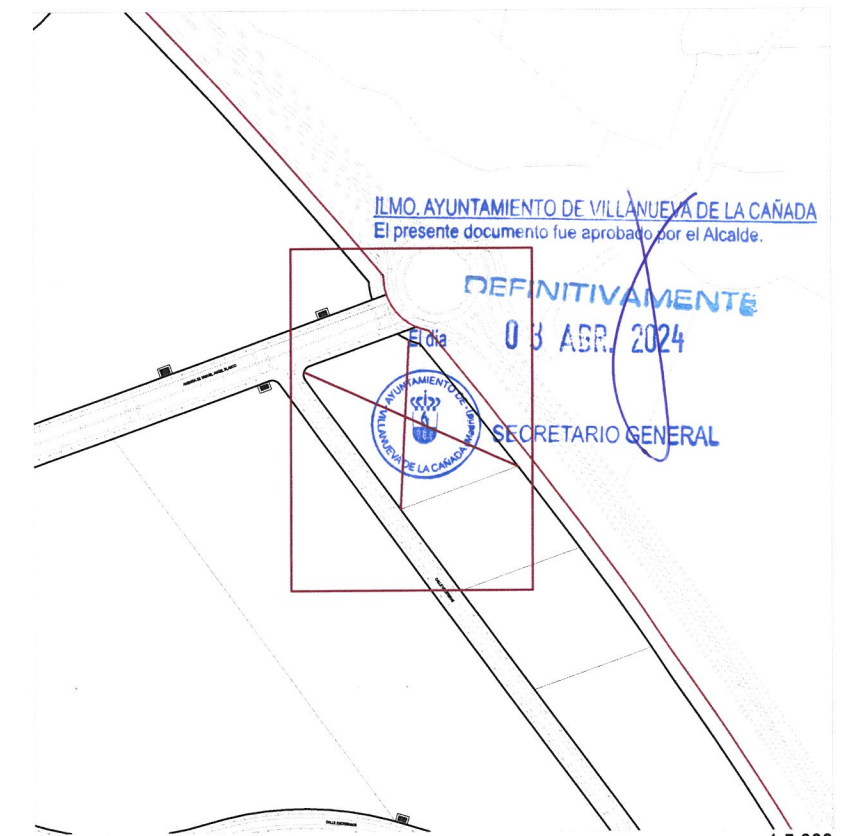 ILMO. AYUNTAMIENTO DE VILLANUEVA DE LA CAÑADA
El presente documento fue aprobado por el Alcalde.
DEFINITIVAMENTE
El día 03 ABR. 2024
AYUNTAMIENTO DE VILLANUEVA DE LA CAÑADA (Madrid)
SECRETARIO GENERAL